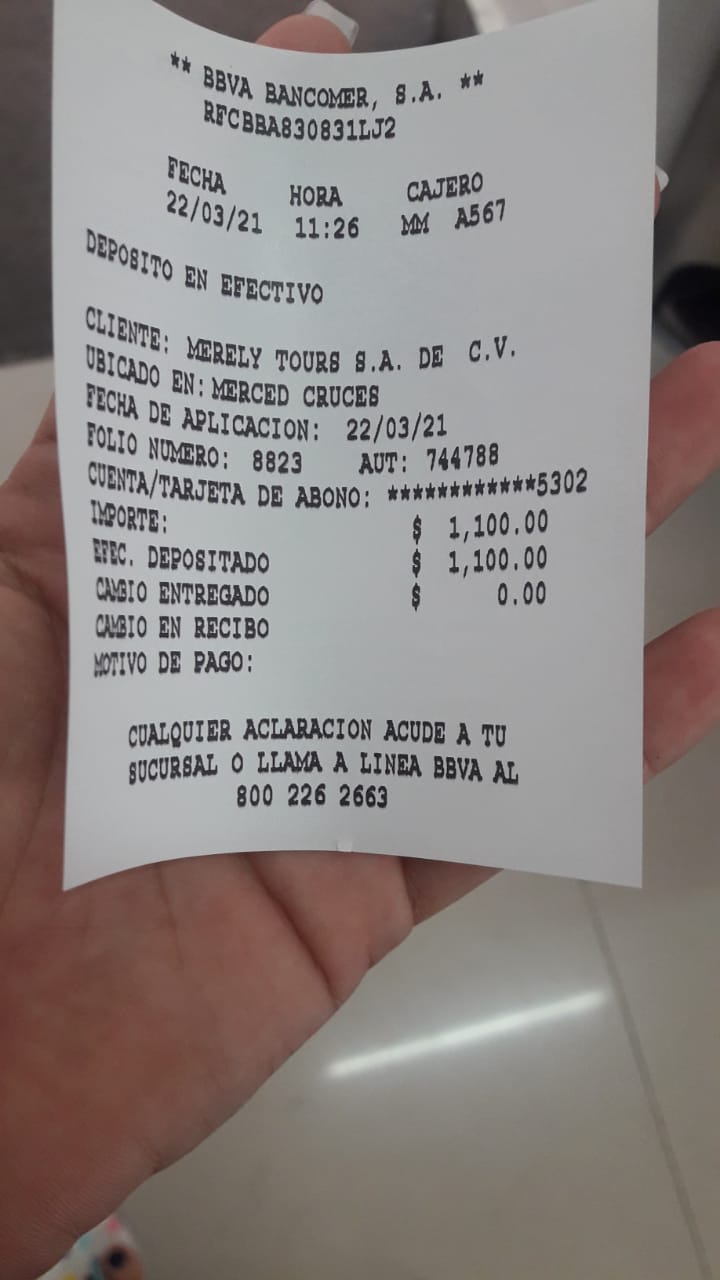 ** BBVA BANCOMER, S.A. **
RFCBBA830831LJ2
FECHA HORA CAJERO
22/03/21 11:26 MM A567
DEPOSITO EN EFECTIVO
CLIENTE: MERELY TOURS S.A. DE C.V.
UBICADO EN: MERCED CRUCES
FECHA DE APLICACION: 22/03/21
FOLIO NUMERO: 8823 AUT: 744788
CUENTA/TARJETA DE ABONO: ************5302
IMPORTE: $ 1,100.00
EFEC. DEPOSITADO $ 1,100.00
CAMBIO ENTREGADO $ 0.00
CAMBIO EN RECIBO
MOTIVO DE PAGO:
CUALQUIER ACLARACION ACUDE A TU
SUCURSAL O LLAMA A LINEA BBVA AL
800 226 2663